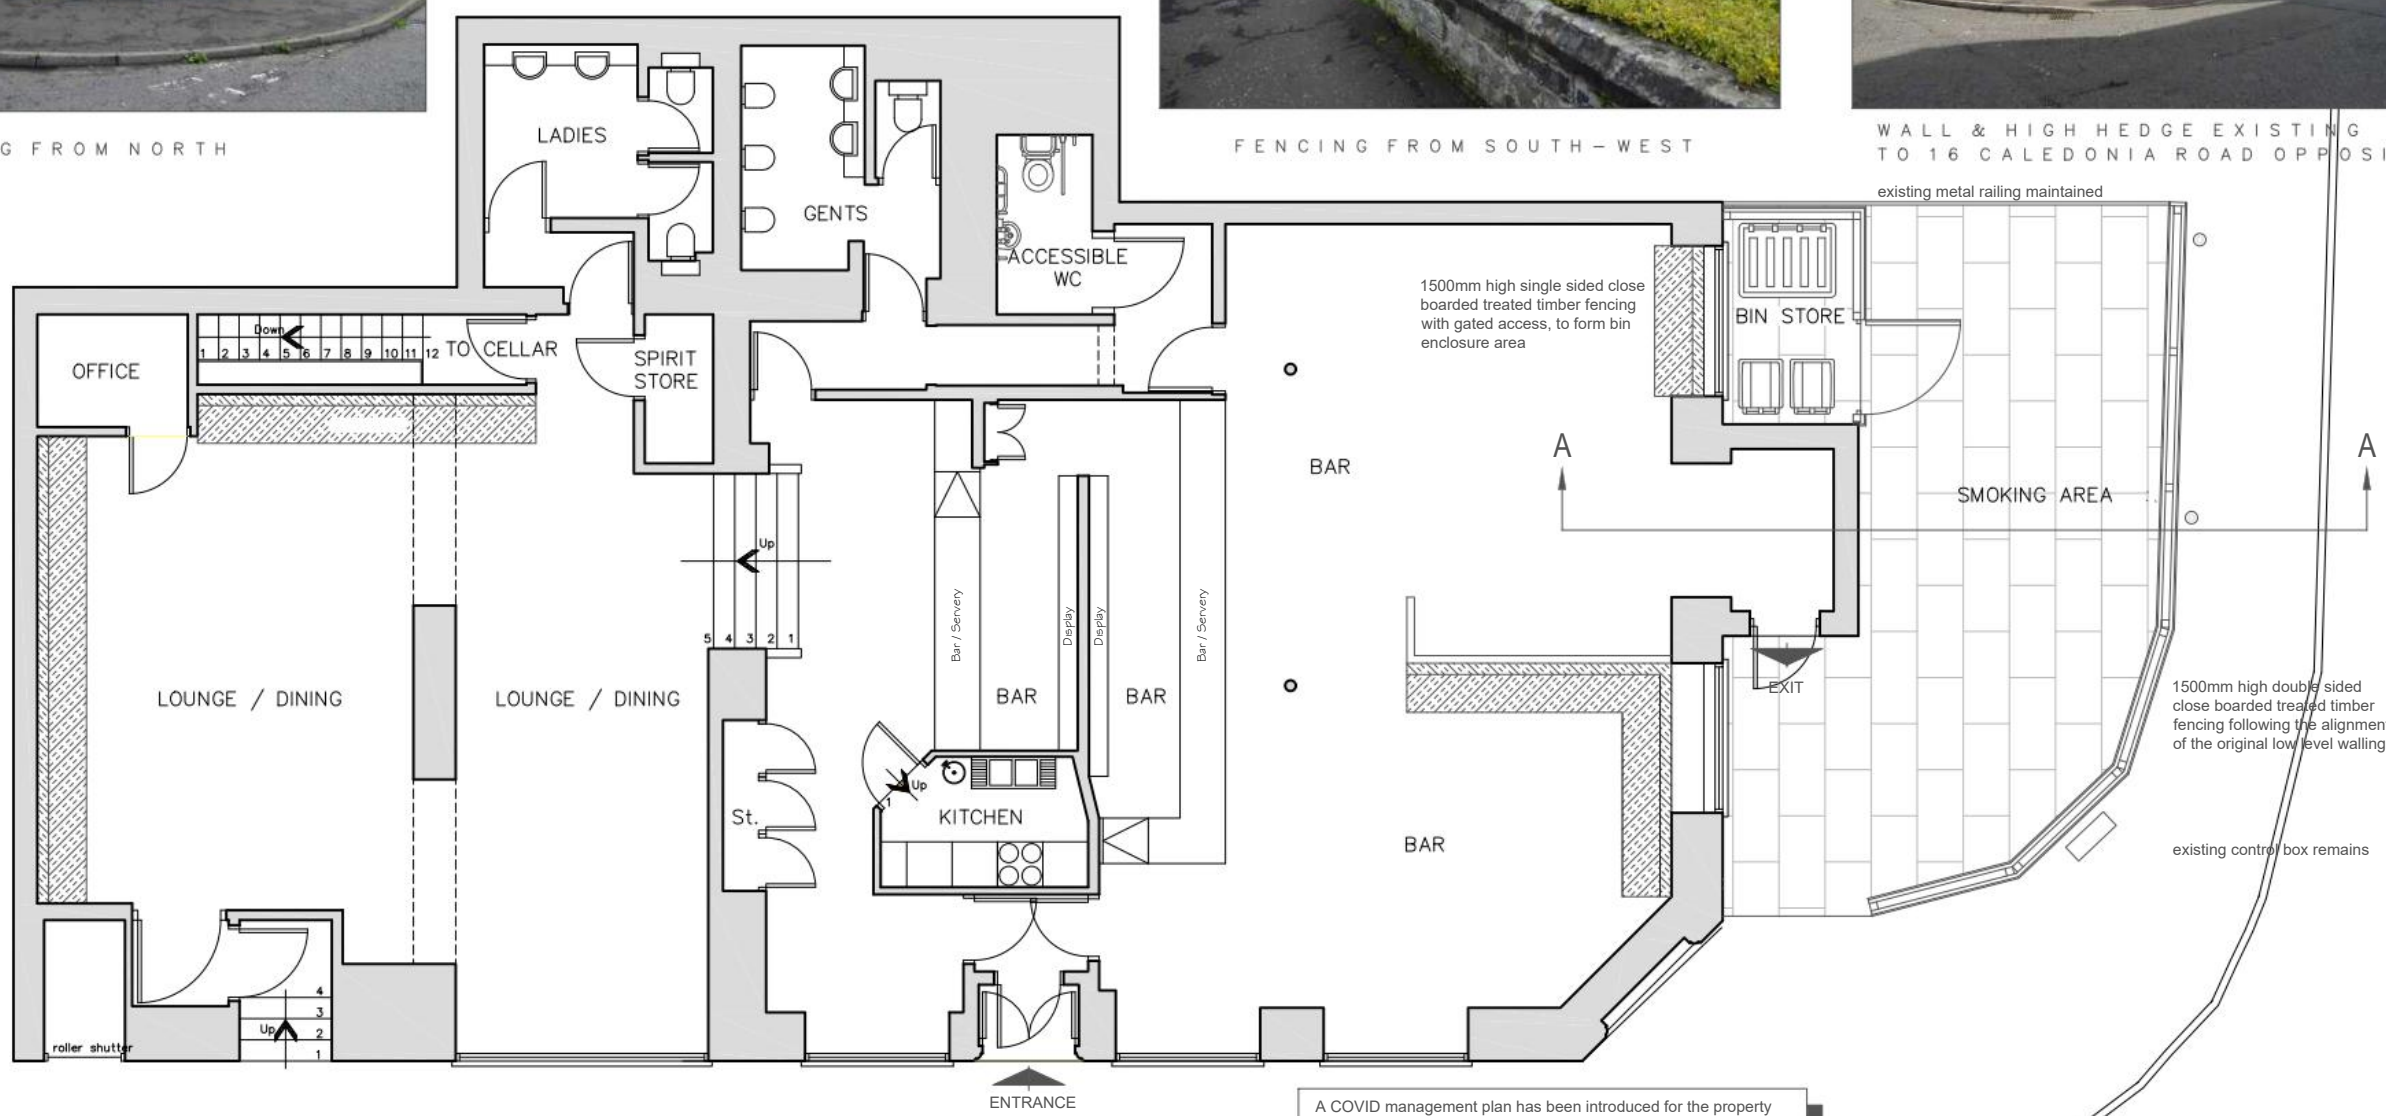 G FROM NORTH
FENCING FROM SOUTH-WEST
WALL & HIGH HEDGE EXISTING
TO 16 CALEDONIA ROAD OPPOSI
existing metal railing maintained
LADIES
GENTS
ACCESSIBLE
WC
1500mm high single sided close
boarded treated timber fencing
with gated access, to form bin
enclosure area
BIN STORE
OFFICE
Down
1 2 3 4 5 6 7 8 9 10 11 12
TO CELLAR
SPIRIT
STORE
BAR
A
A
SMOKING AREA
Up
5 4 3 2 1
Bar / Servery
Display
Display
Bar / Servery
LOUNGE / DINING
LOUNGE / DINING
BAR
BAR
EXIT
1500mm high double sided
close boarded treated timber
fencing following the alignmen
of the original low level walling
St.
Up
1
KITCHEN
BAR
existing control box remains
4
3
2
1
Up
roller shutter
ENTRANCE
A COVID management plan has been introduced for the property